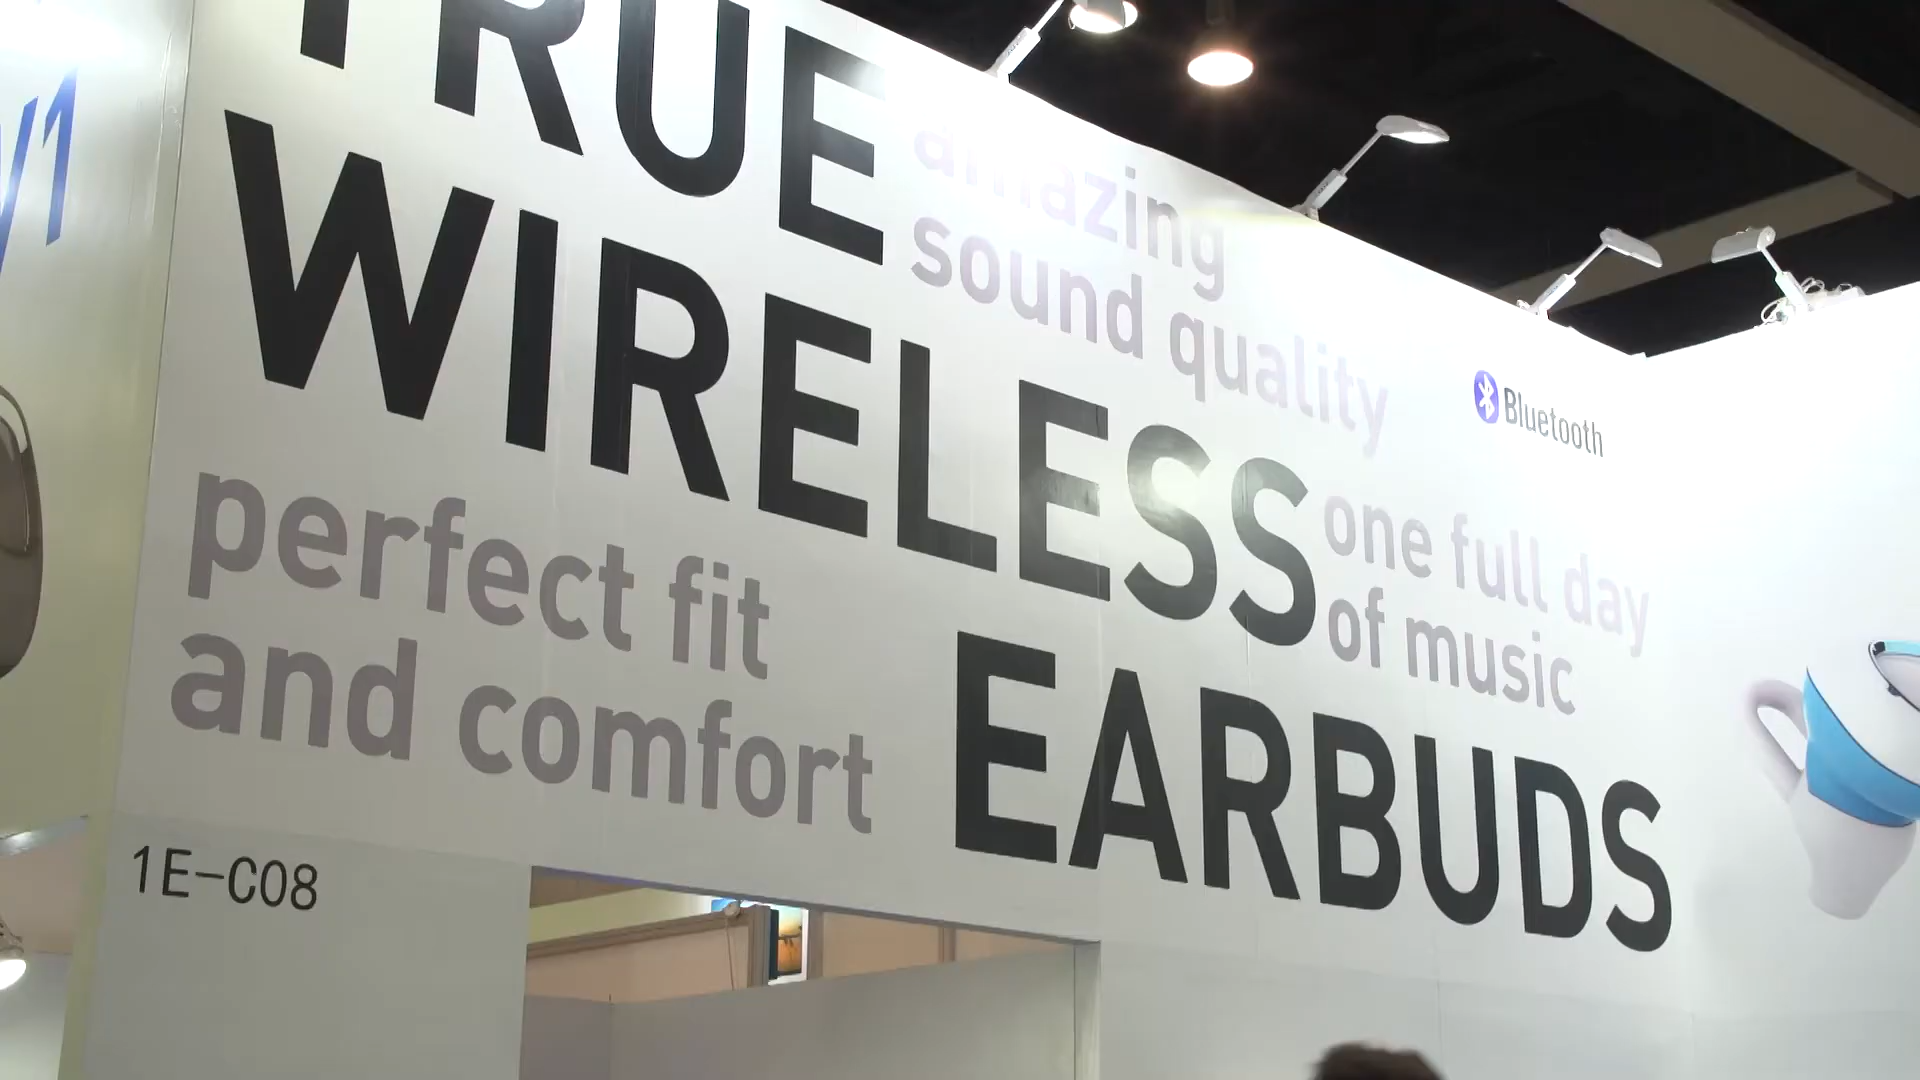 TRUE
amazing
sound quality
WIRELESS
Bluetooth
one full day
of music
perfect fit
and comfort
EARBUDS
1E-C08